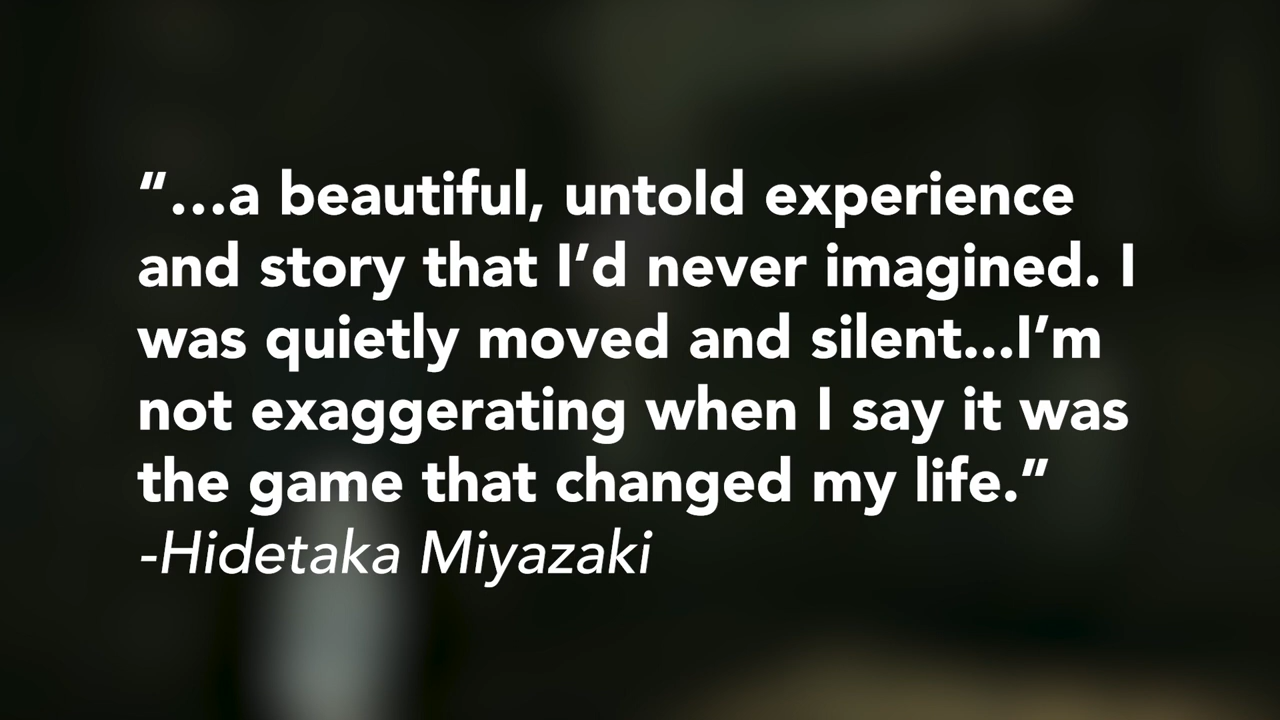 “...a beautiful, untold experience
and story that I’d never imagined. I
was quietly moved and silent...I’m
not exaggerating when I say it was
the game that changed my life.”
-Hidetaka Miyazaki